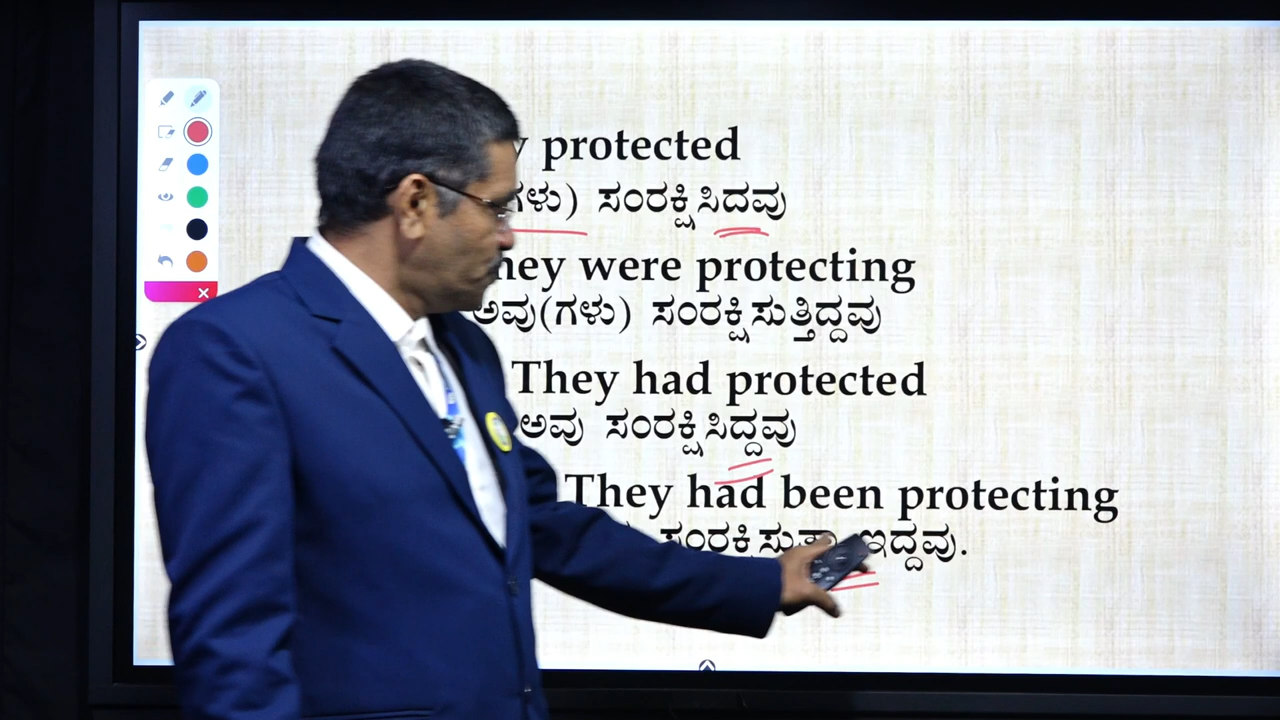 protected
ಸಂರಕ್ಷಿಸಿದವು
were protecting
ಅವು(ಗಳು) ಸಂರಕ್ಷಿಸುತ್ತಿದ್ದವು
They had protected
ಅವು ಸಂರಕ್ಷಿಸಿದ್ದವು
They had been protecting
ಇದ್ದವು.